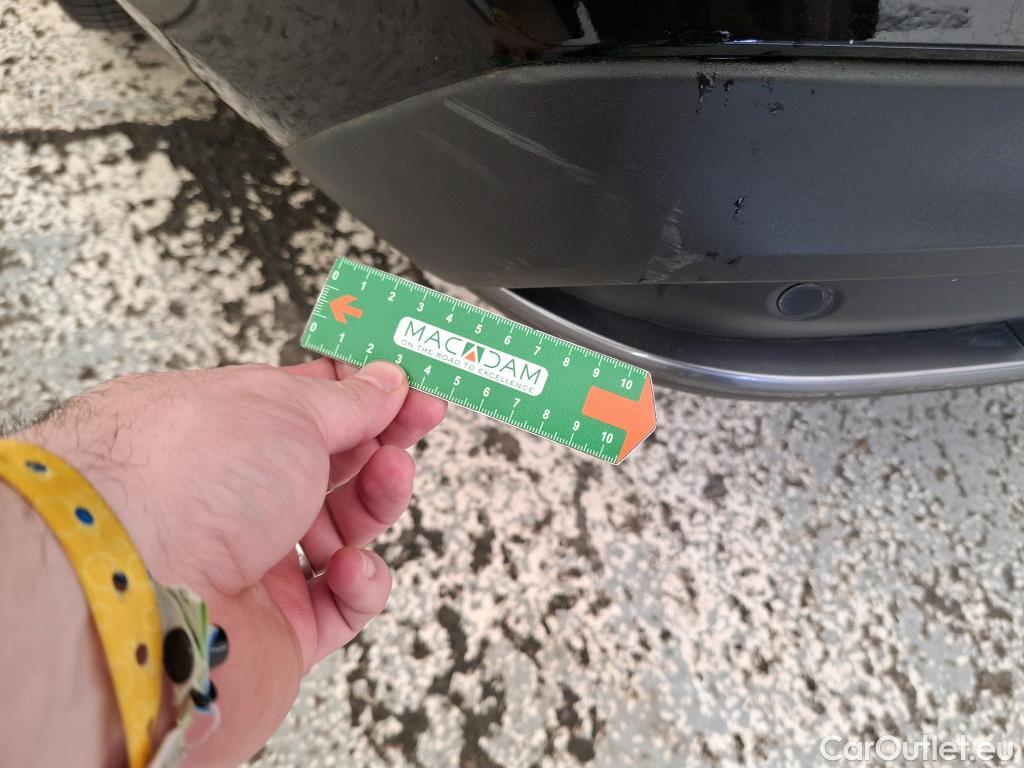 0 1 2 3 4 5 6 7 8 9 10
MACADAM
ON THE ROAD TO EXCELLENCE
0 1 2 3 4 5 6 7 8 9 10
CarOutlet.eu